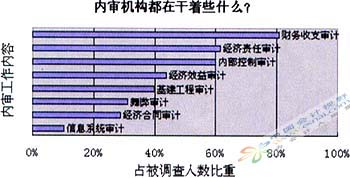 内审机构都在干着些什么?
内审工作内容
财务收支审计
经济责任审计
内部控制审计
经济效益审计
基建工程审计
舞弊审计
经济合同审计
信息系统审计
0% 20% 40% 60% 80% 100%
占被调查人数比重